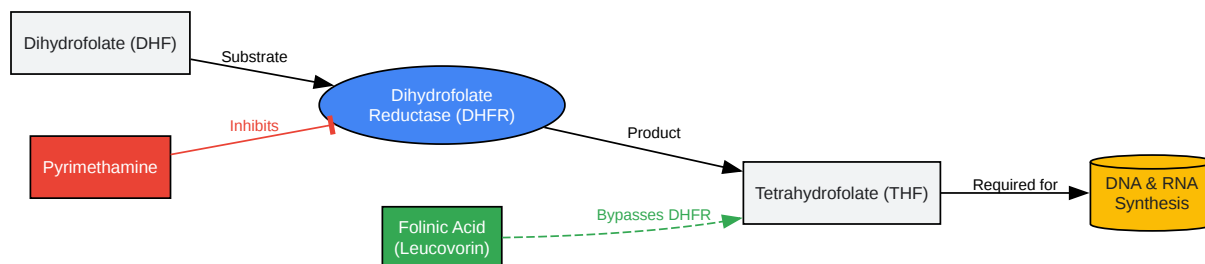 Dihydrofolate (DHF)
Substrate
Dihydrofolate
Reductase (DHFR)
Inhibits
Pyrimethamine
Product
Tetrahydrofolate (THF)
Required for
DNA & RNA
Synthesis
Folinic Acid
(Leucovorin)
Bypasses DHFR